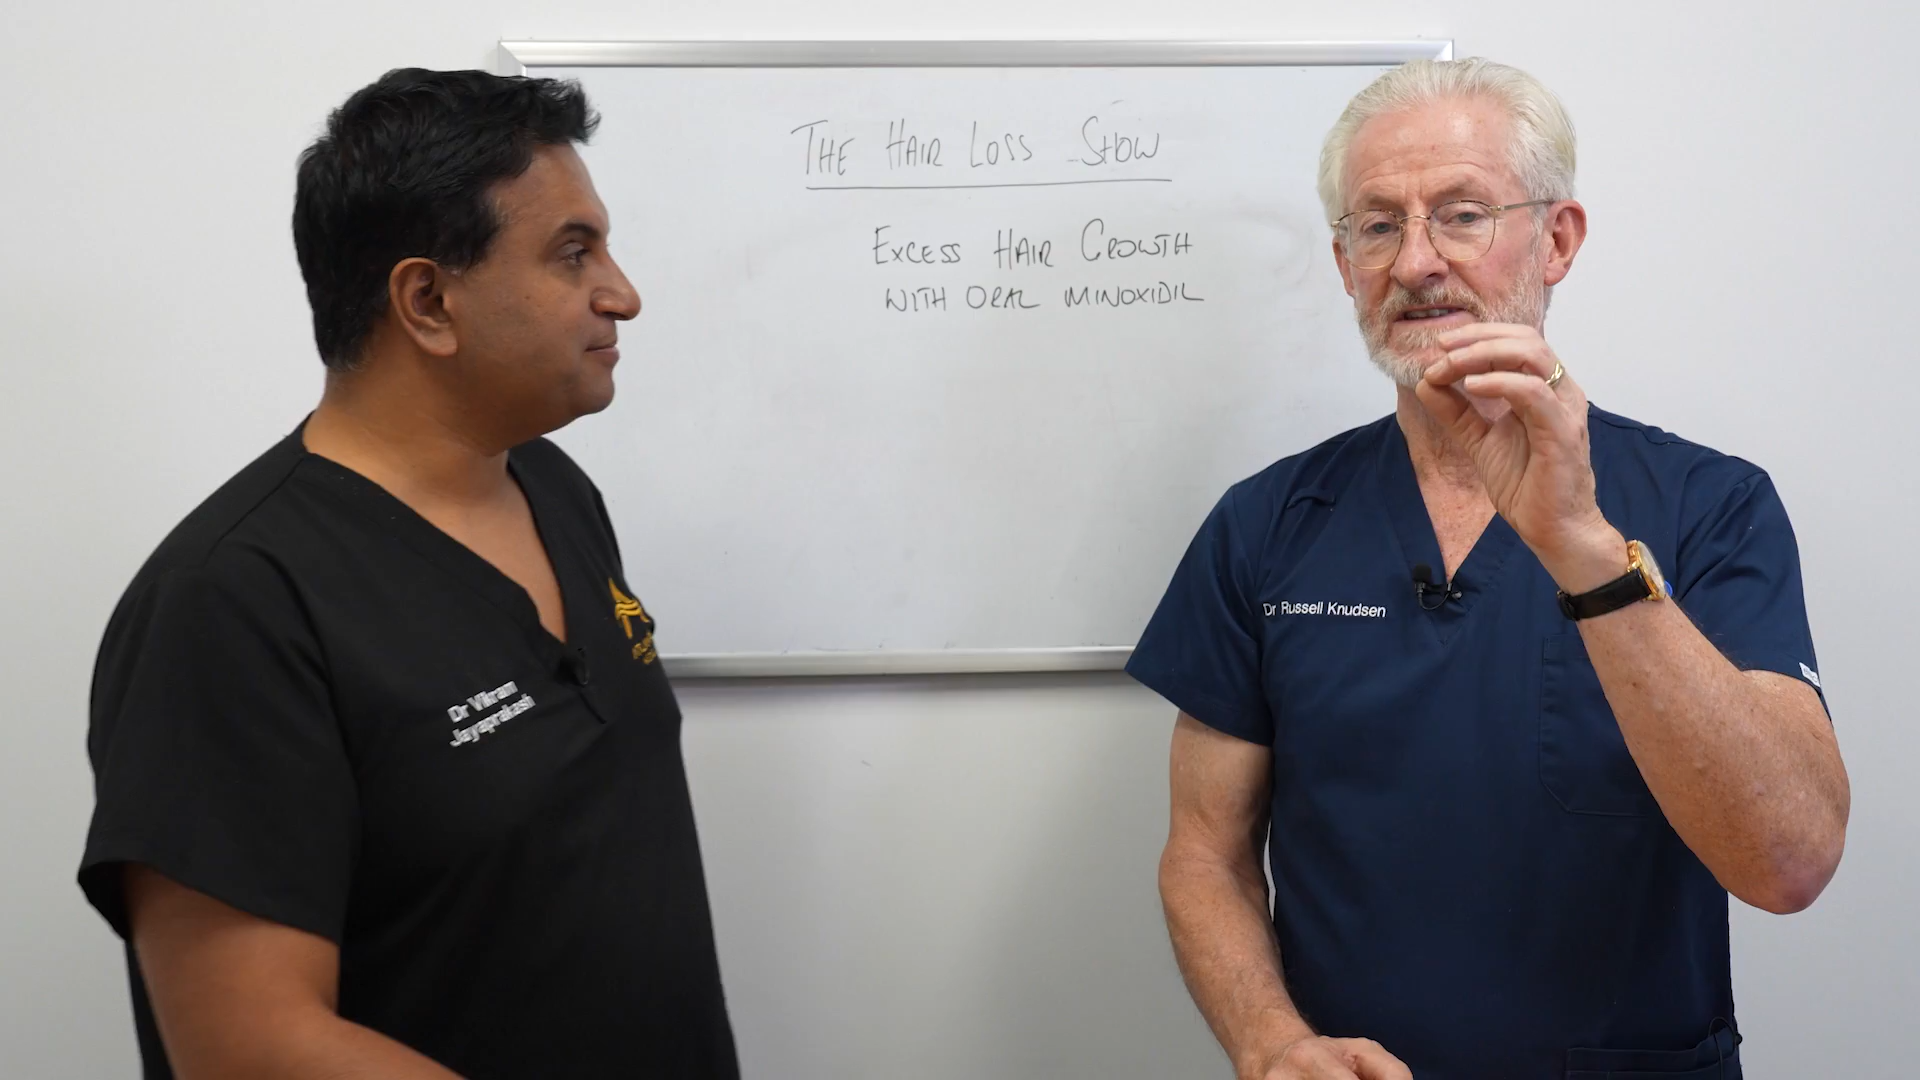 THE HAIR LOSS SHOW
EXCESS HAIR GROWTH
WITH ORAL MINOXIDIL
Dr Russell Knudsen
Dr Vikram
Jayaprakash